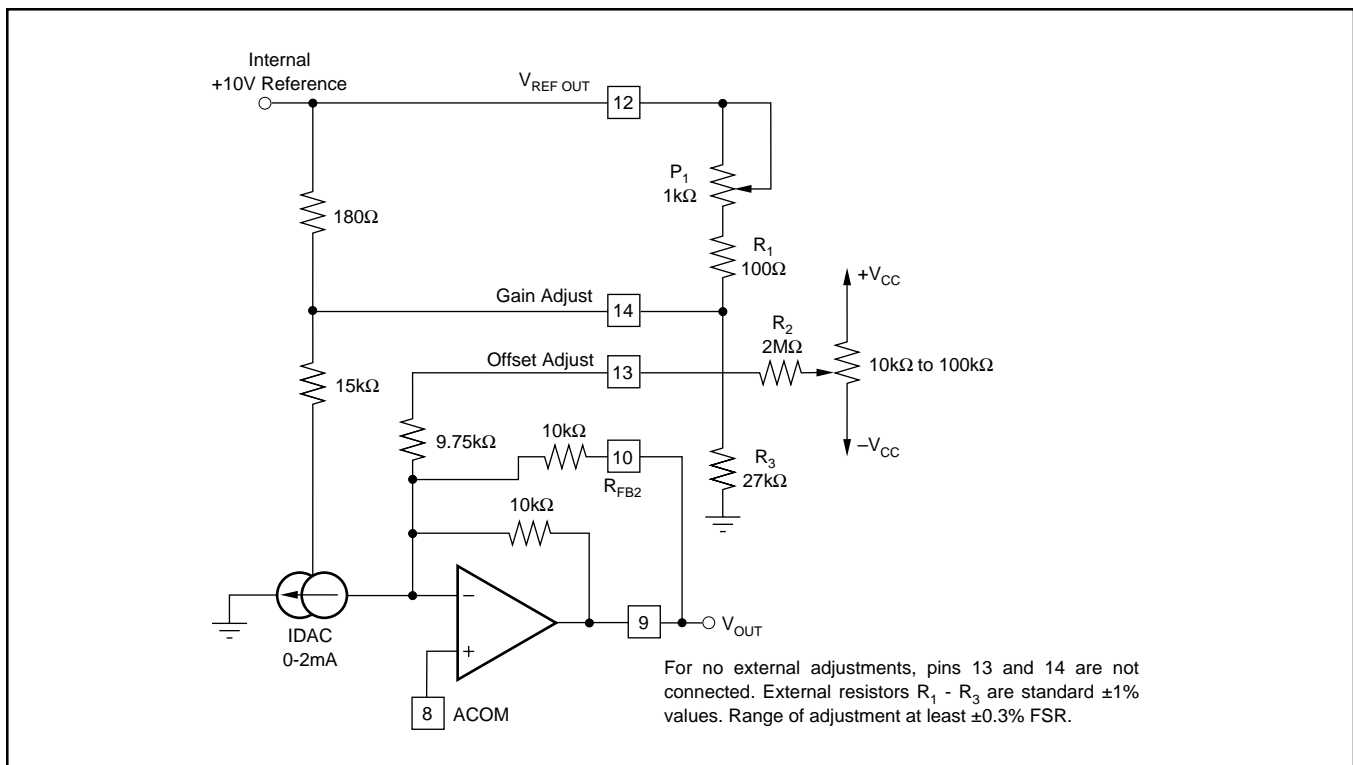 Internal
+10V Reference
V_REF OUT
12
P_1
1kΩ
180Ω
R_1
100Ω
+V_CC
Gain Adjust
14
R_2
2MΩ
Offset Adjust
13
10kΩ to 100kΩ
15kΩ
9.75kΩ
10kΩ
10
R_FB2
–V_CC
R_3
27kΩ
10kΩ
–
+
IDAC
0-2mA
9
V_OUT
8
ACOM
For no external adjustments, pins 13 and 14 are not
connected. External resistors R_1 - R_3 are standard ±1%
values. Range of adjustment at least ±0.3% FSR.